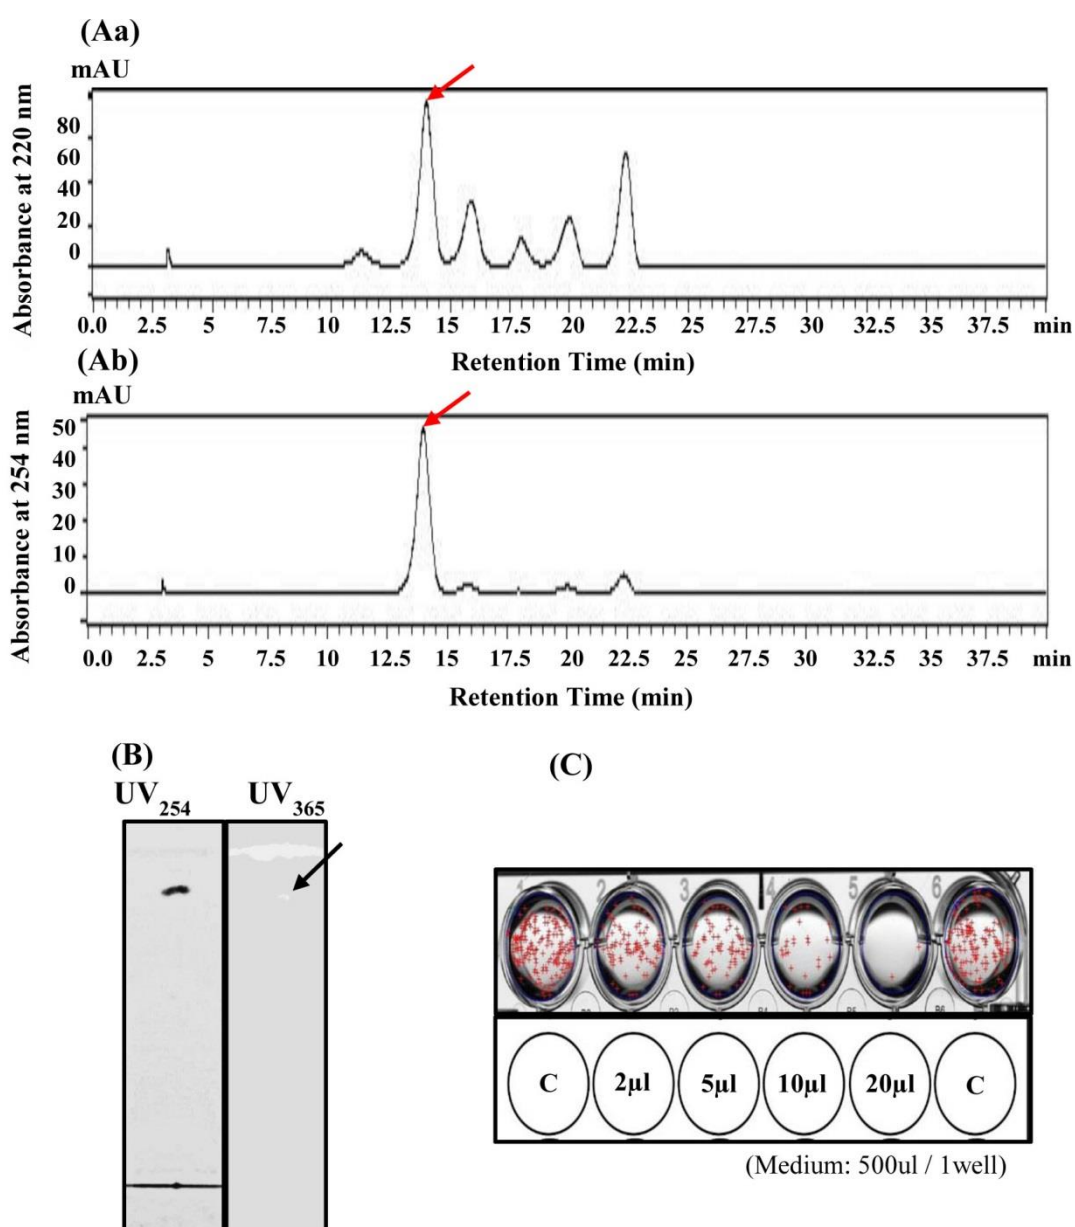 (Aa)
mAU
Absorbance at 220 nm
80
60
40
20
0
0.0 2.5 5 7.5 10 12.5 15 17.5 20 22.5 25 27.5 30 32.5 35 37.5 min
Retention Time (min)
(Ab)
mAU
Absorbance at 254 nm
50
40
30
20
10
0
0.0 2.5 5 7.5 10 12.5 15 17.5 20 22.5 25 27.5 30 32.5 35 37.5 min
Retention Time (min)
(B)
UV254 UV365
(C)
1 2 3 4 5 6
B6
C 2µl 5µl 10µl 20µl C
(Medium: 500ul / 1well)